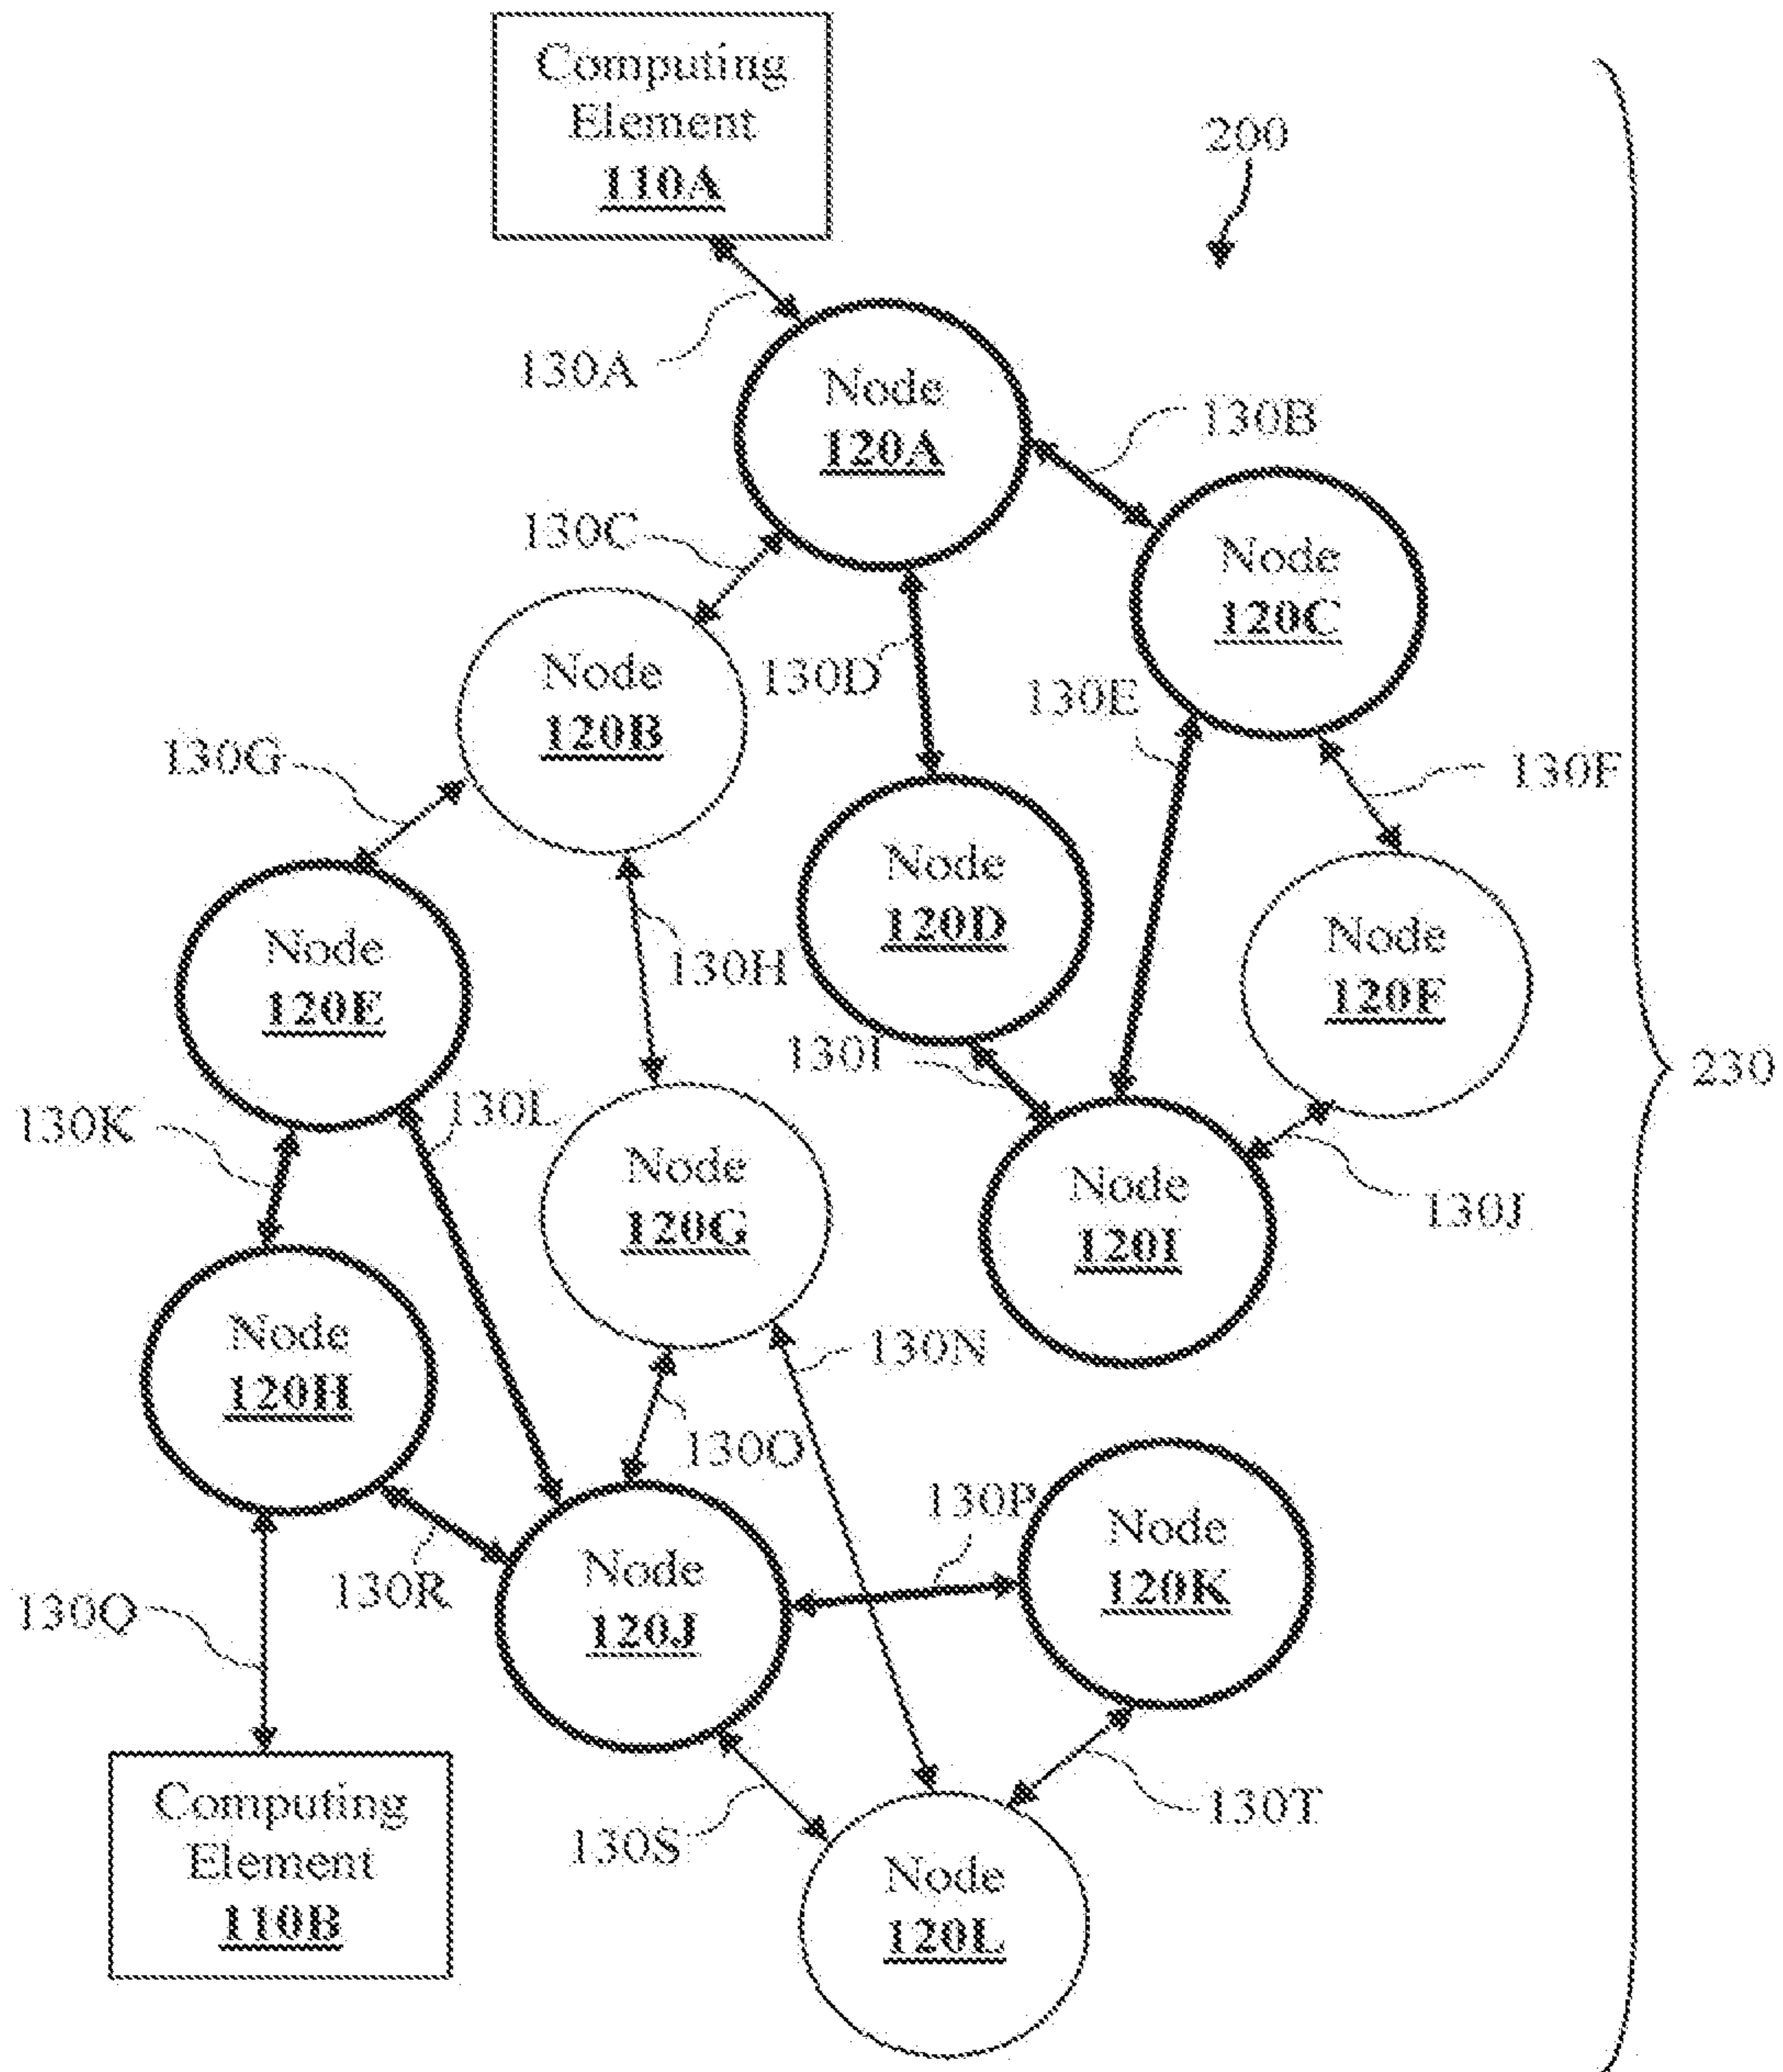 Computing
Element
110A
200
130A
Node
120A
130B
130C
Node
120C
Node
120B
130D
130E
130G
130F
Node
120D
Node
120E
130H
Node
120F
130I
230
130K
130L
Node
120G
Node
120I
130J
Node
120H
130N
130O
130P
Node
120K
130Q
130R
Node
120J
Computing
Element
110B
130S
130T
Node
120L